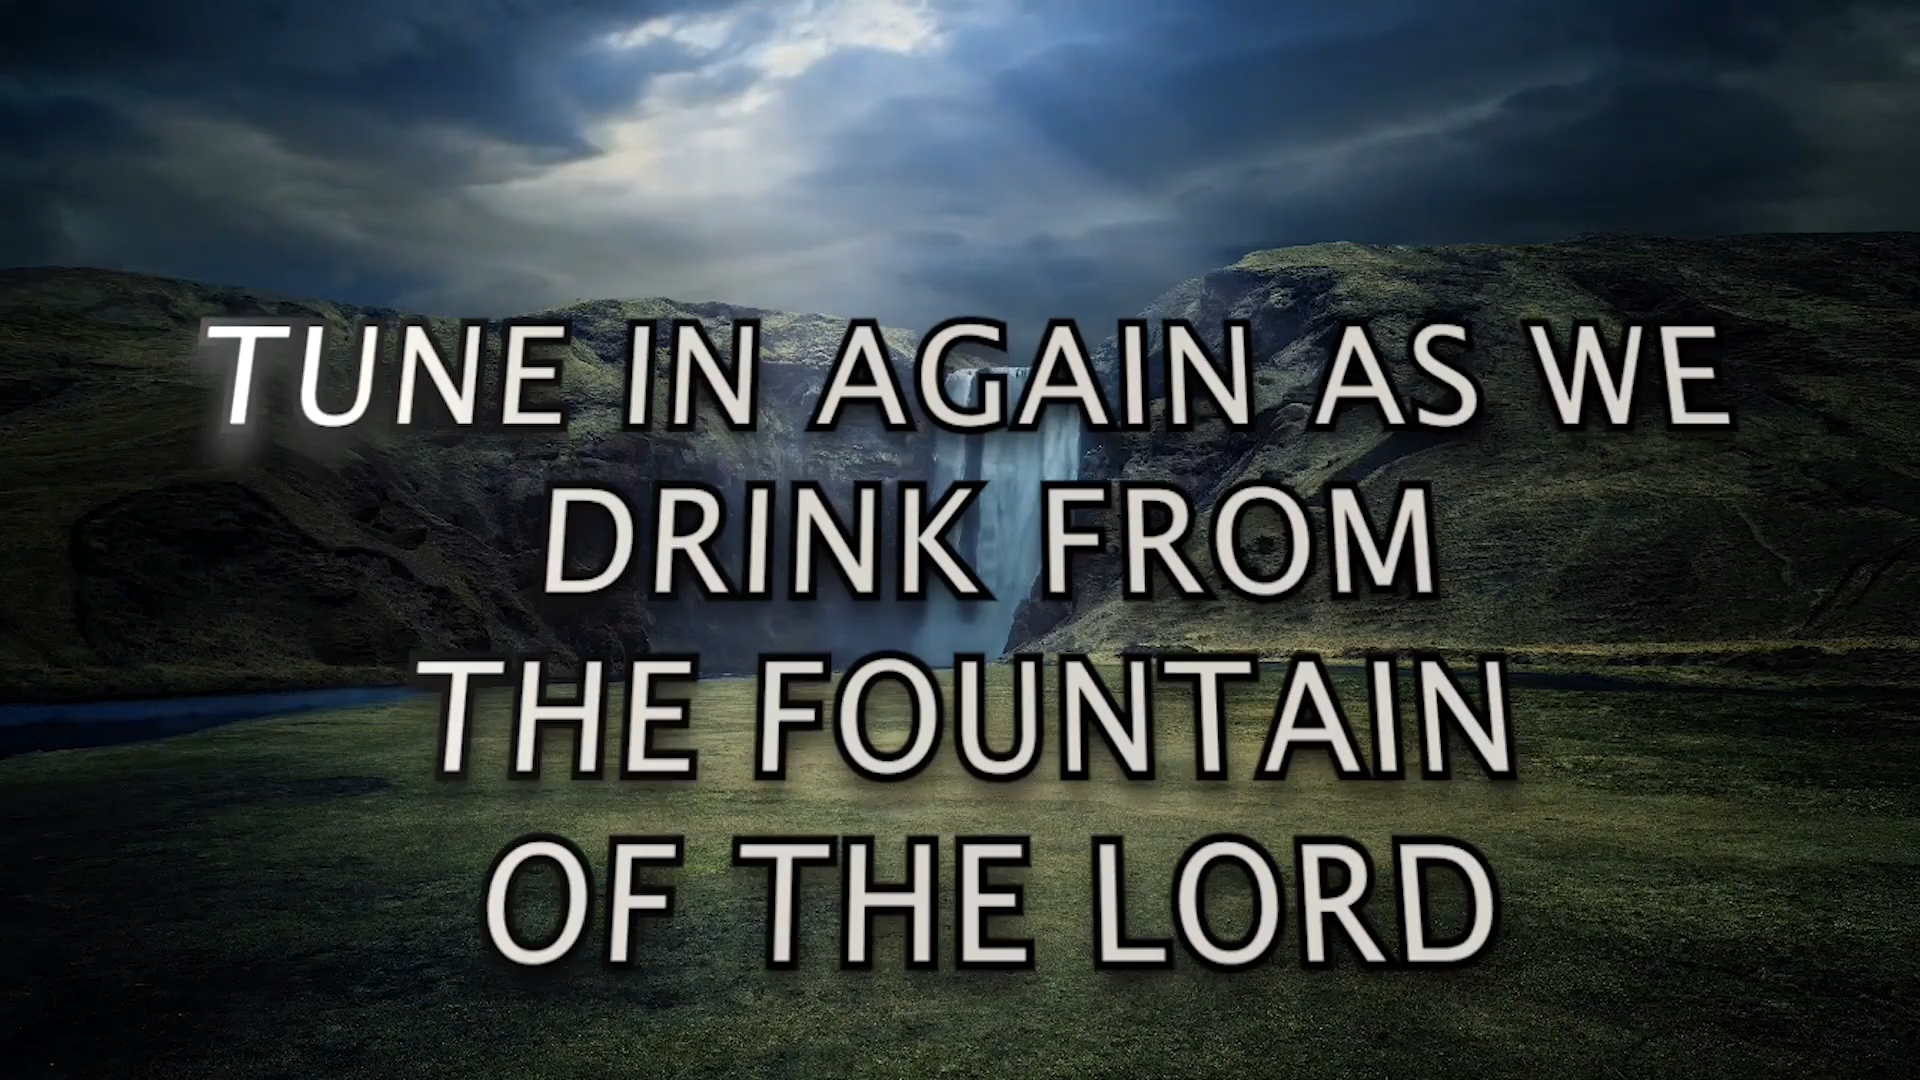 TUNE IN AGAIN AS WE
DRINK FROM
THE FOUNTAIN
OF THE LORD